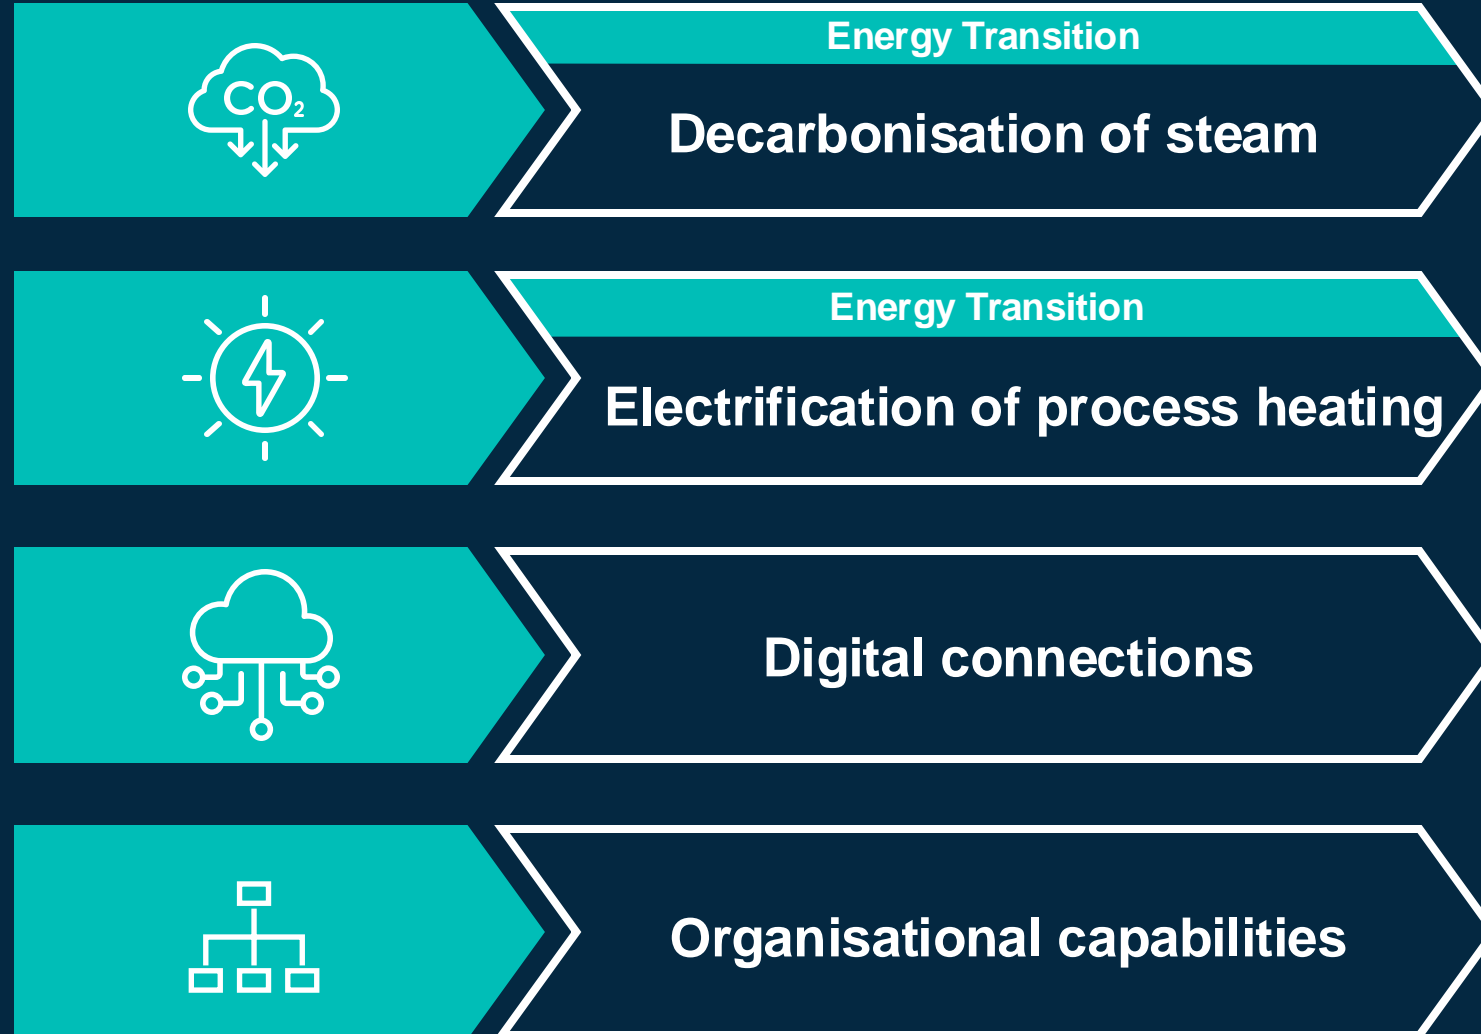 CO₂
Energy Transition
Decarbonisation of steam
Energy Transition
Electrification of process heating
Digital connections
Organisational capabilities